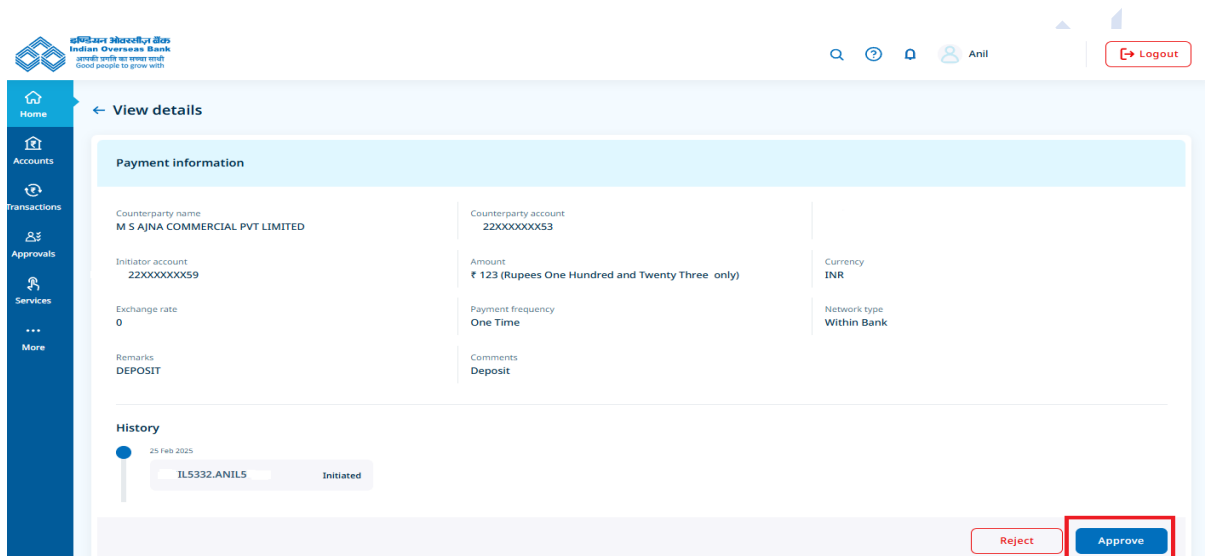 इण्डियन ओवरसीज़ बैंक
Indian Overseas Bank
आपकी प्रगति का सच्चा साथी
Good people to grow with
Anil
Logout
Home
← View details
Accounts
Payment information
Transactions
Counterparty name Counterparty account
M S AJNA COMMERCIAL PVT LIMITED 22XXXXXXX53
Approvals
Initiator account Amount Currency
22XXXXXXX59 ₹ 123 (Rupees One Hundred and Twenty Three only) INR
Services
Exchange rate Payment frequency Network type
0 One Time Within Bank
More
Remarks Comments
DEPOSIT Deposit
History
25 Feb 2025
IL5332.ANIL5 Initiated
Reject Approve